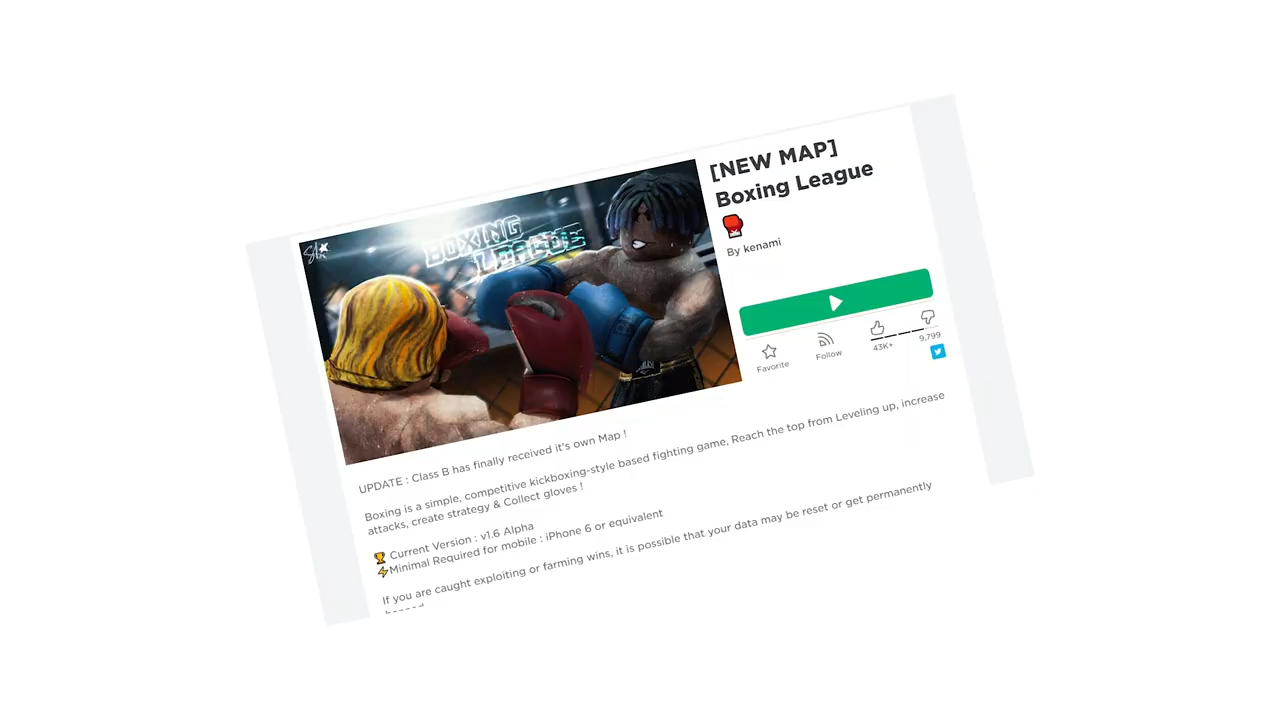 [NEW MAP]
Boxing League
By kenami
BOXING
LEAGUE
Favorite
Follow
43K+
9,799
UPDATE : Class B has finally received it's own Map !
Boxing is a simple, competitive kickboxing-style based fighting game, Reach the top from Leveling up, increase
attacks, create strategy & Collect gloves !
Current Version : v1.6 Alpha
Minimal Required for mobile : iPhone 6 or equivalent
If you are caught exploiting or farming wins, it is possible that your data may be reset or get permanently